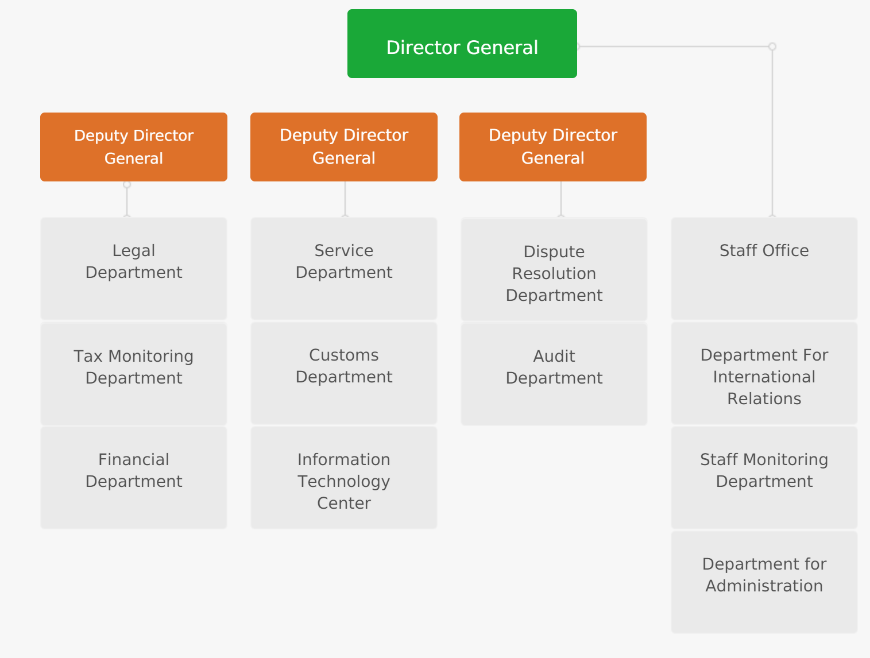 Director General
Deputy Director
General
Deputy Director
General
Deputy Director
General
Legal
Department
Tax Monitoring
Department
Financial
Department
Service
Department
Customs
Department
Information
Technology
Center
Dispute
Resolution
Department
Audit
Department
Staff Office
Department For
International
Relations
Staff Monitoring
Department
Department for
Administration